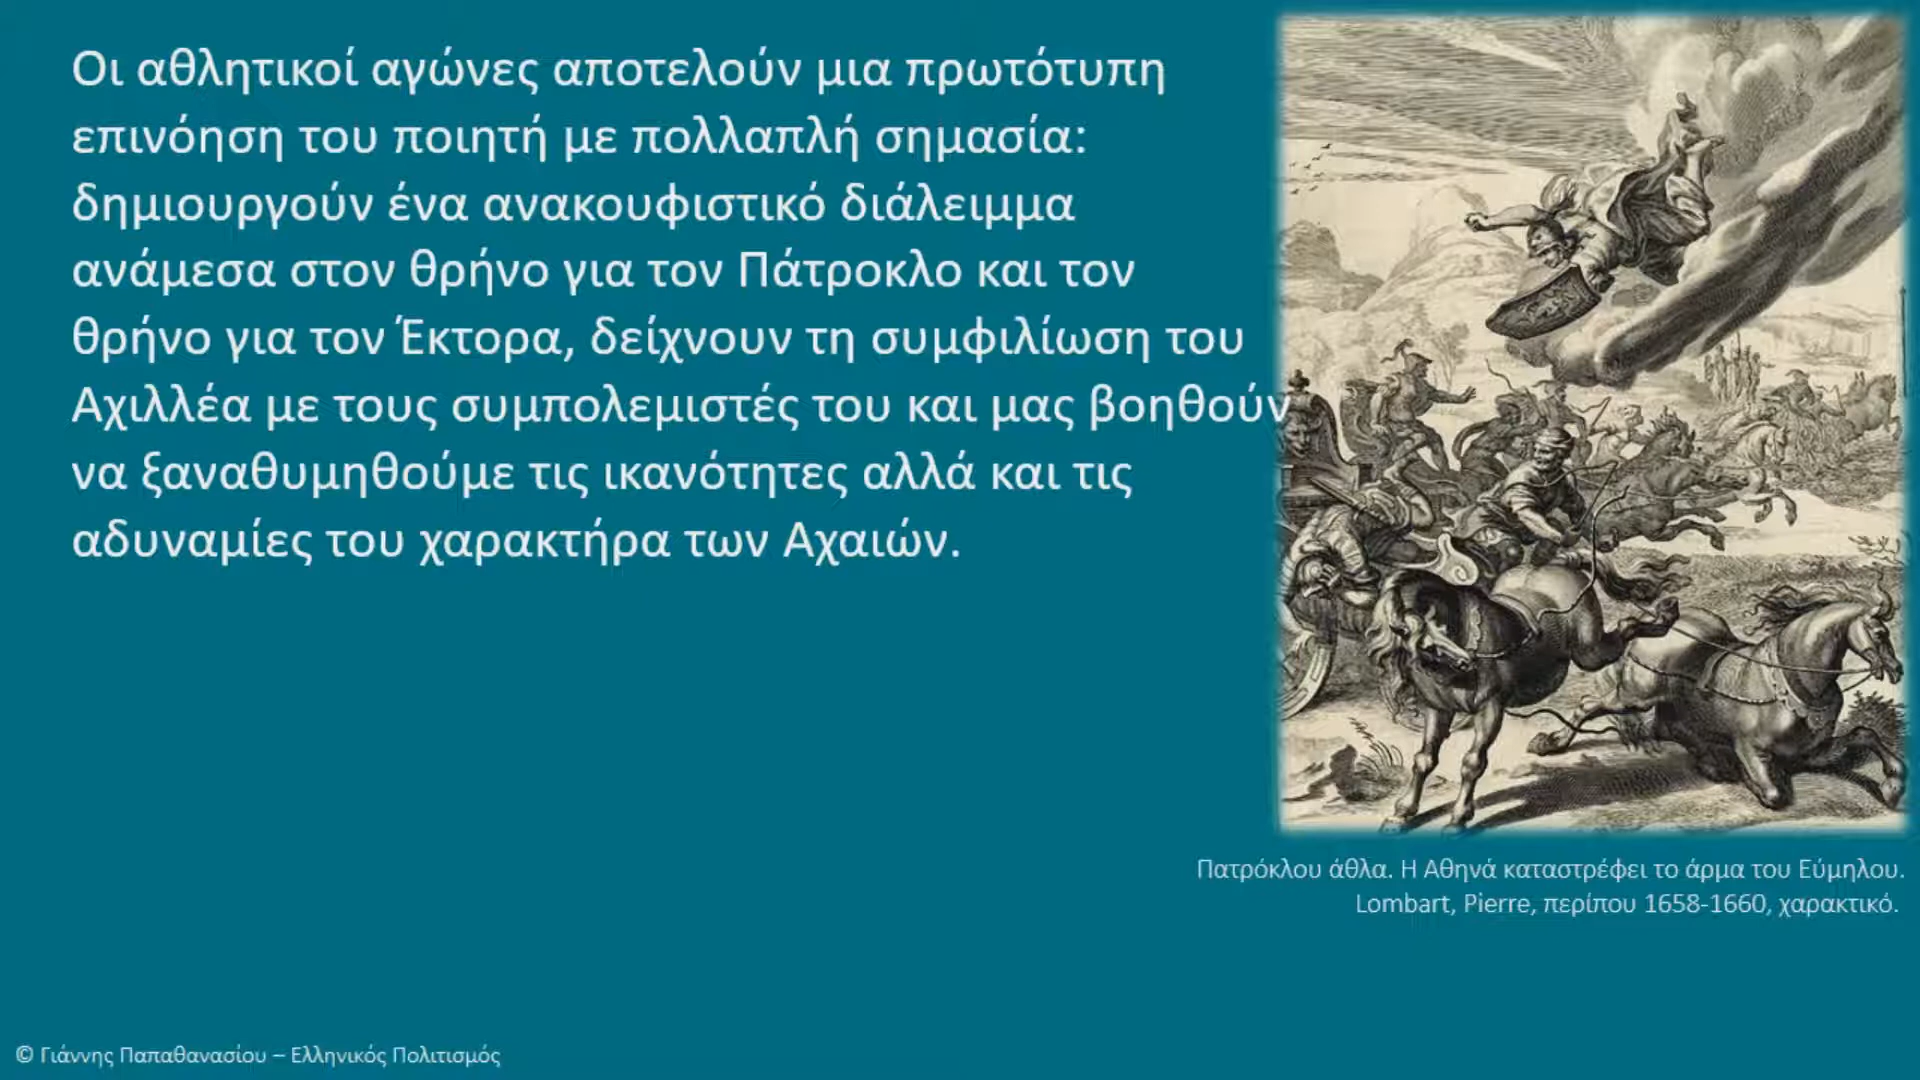 Οι αθλητικοί αγώνες αποτελούν μια πρωτότυπη
επινόηση του ποιητή με πολλαπλή σημασία:
δημιουργούν ένα ανακουφιστικό διάλειμμα
ανάμεσα στον θρήνο για τον Πάτροκλο και τον
θρήνο για τον Έκτορα, δείχνουν τη συμφιλίωση του
Αχιλλέα με τους συμπολεμιστές του και μας βοηθούν
να ξαναθυμηθούμε τις ικανότητες αλλά και τις
αδυναμίες του χαρακτήρα των Αχαιών.
Πατρόκλου άθλα. Η Αθηνά καταστρέφει το άρμα του Εύμηλου.
Lombart, Pierre, περίπου 1658-1660, χαρακτικό.
© Γιάννης Παπαθανασίου – Ελληνικός Πολιτισμός